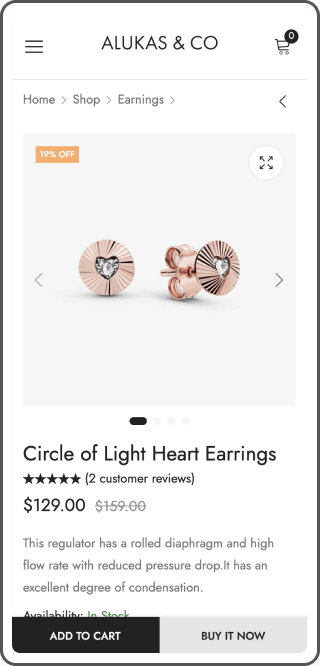 ALUKAS & CO
0
Home > Shop > Earnings >
19% OFF
Circle of Light Heart Earrings
★★★★★ (2 customer reviews)
$129.00 $159.00
This regulator has a rolled diaphragm and high
flow rate with reduced pressure drop.It has an
excellent degree of condensation.
Availability: In Stock
ADD TO CART
BUY IT NOW